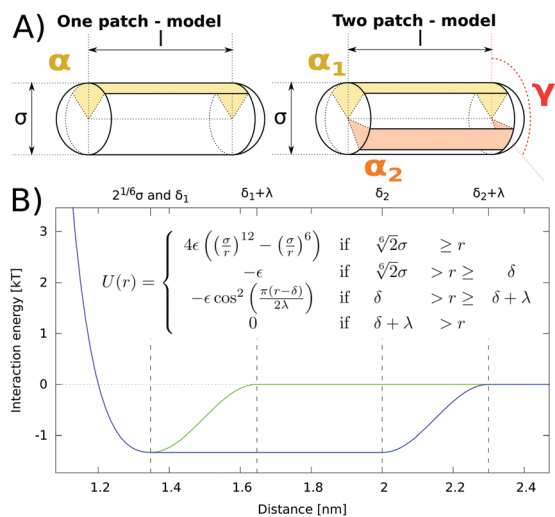 A)
One patch - model
Two patch - model
l
l
α
α1
γ
σ
σ
α2
B)
2^1/6σ and δ1
δ1+λ
δ2
δ2+λ
3
2
1
0
-1
Interaction energy [kT]
U(r) = {
4ϵ ((σ/r)^12 − (σ/r)^6) if ⁶√2σ ≥ r
−ϵ if ⁶√2σ > r ≥ δ
−ϵ cos²(π(r−δ)/2λ) if δ > r ≥ δ + λ
0 if δ + λ > r
1.2 1.4 1.6 1.8 2 2.2 2.4
Distance [nm]